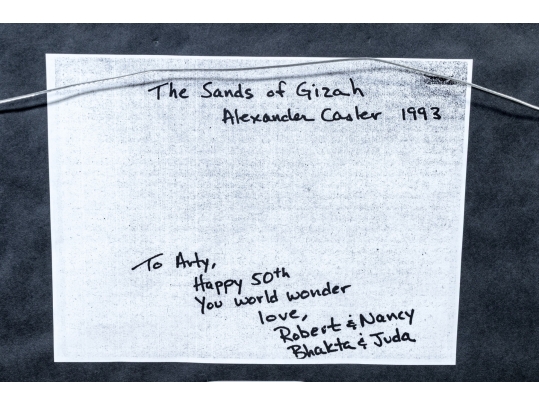 The Sands of Gizah
Alexander Casler 1993
To Arty,
Happy 50th
You world wonder
love,
Robert & Nancy
Bhakta & Juda